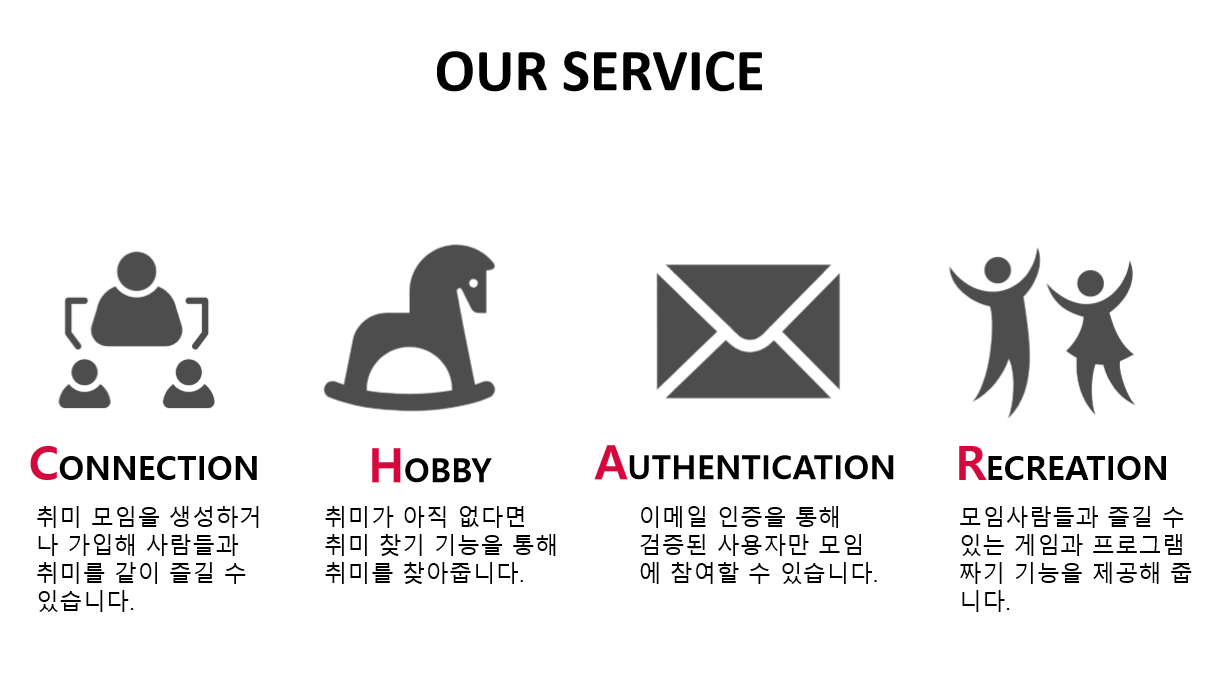 OUR SERVICE
CONNECTION
취미 모임을 생성하거
나 가입해 사람들과
취미를 같이 즐길 수
있습니다.
HOBBY
취미가 아직 없다면
취미 찾기 기능을 통해
취미를 찾아줍니다.
AUTHENTICATION
이메일 인증을 통해
검증된 사용자만 모임
에 참여할 수 있습니다.
RECREATION
모임사람들과 즐길 수
있는 게임과 프로그램
짜기 기능을 제공해 줍
니다.